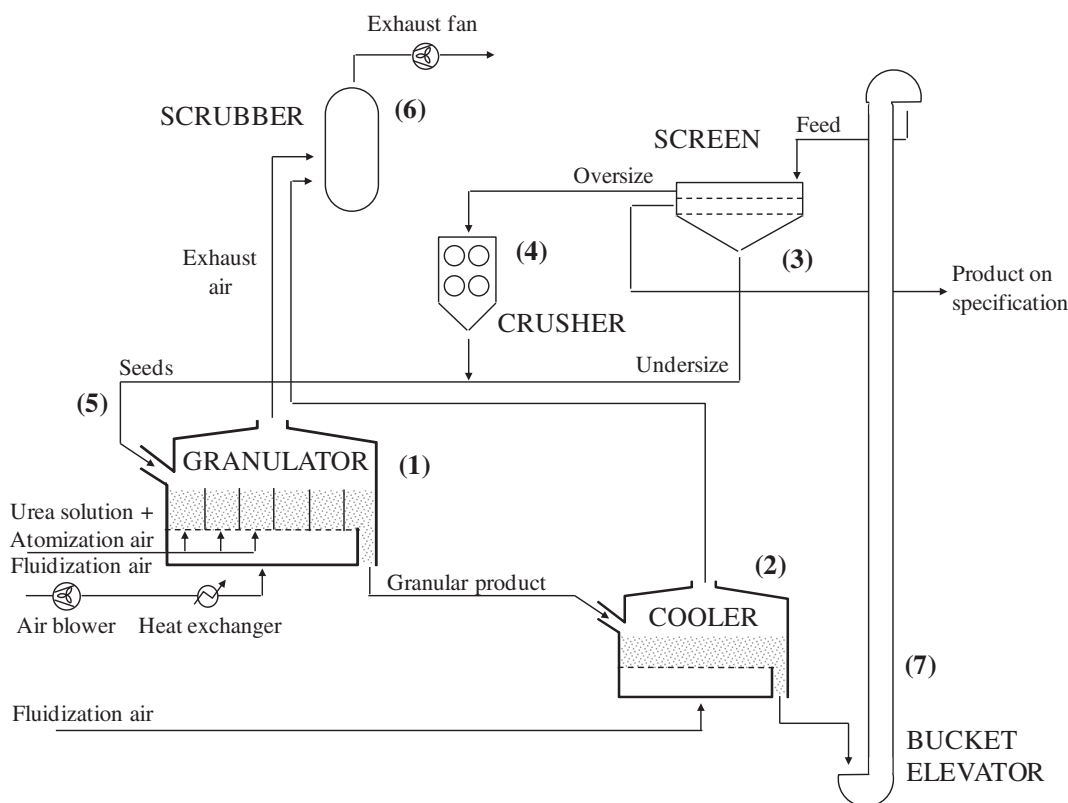 Exhaust fan
SCRUBBER
(6)
SCREEN
Feed
Oversize
(4)
(3)
Exhaust
air
Product on
specification
CRUSHER
Seeds
Undersize
(5)
GRANULATOR
(1)
Urea solution +
Atomization air
Fluidization air
Granular product
(2)
Air blower
Heat exchanger
COOLER
(7)
Fluidization air
BUCKET
ELEVATOR